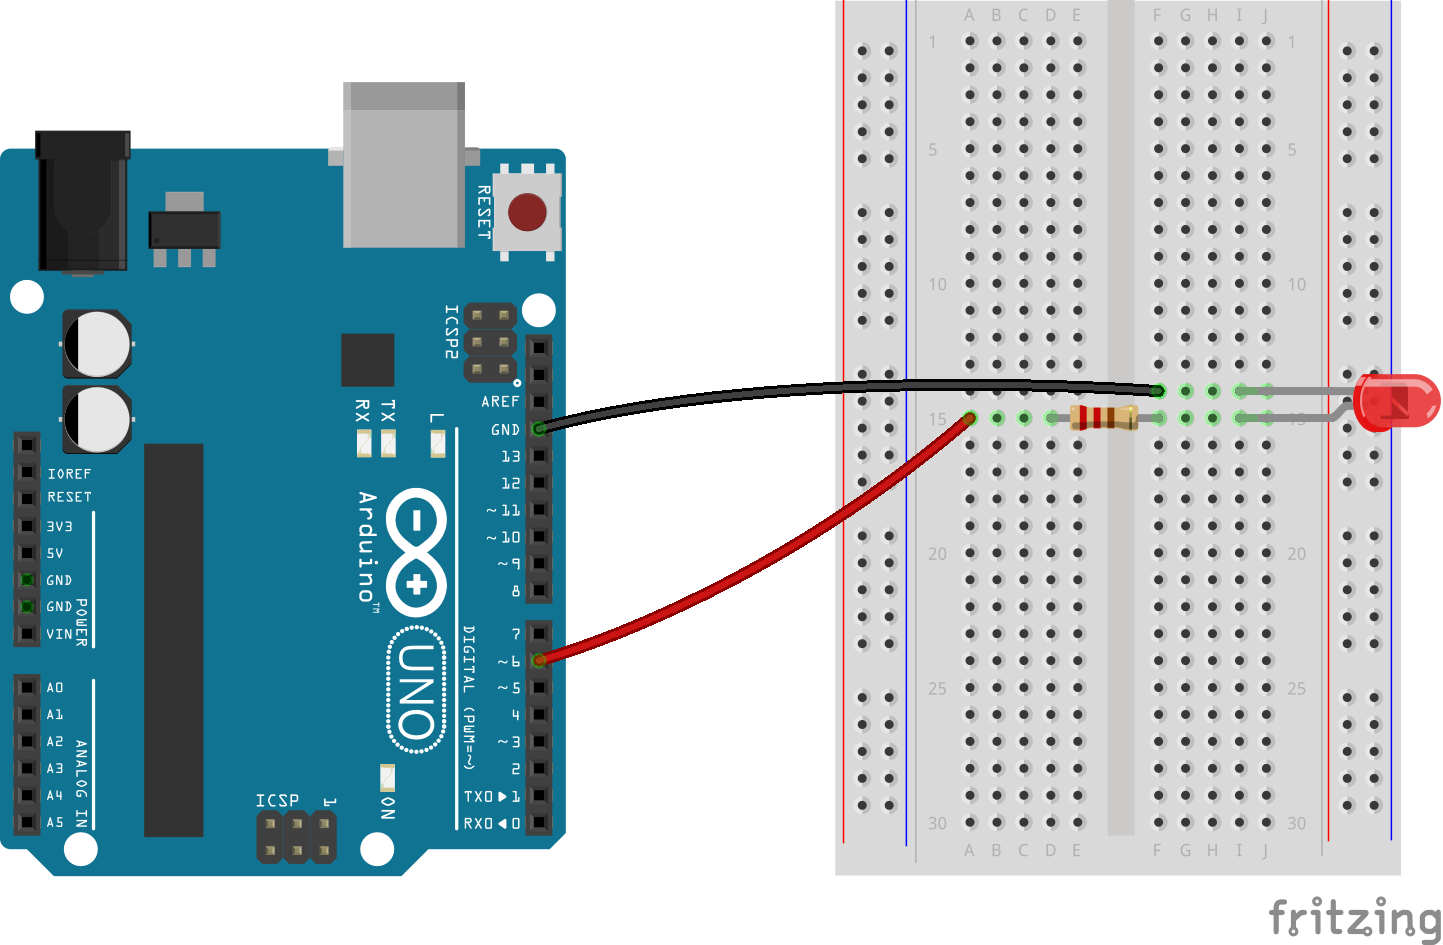 A B C D E F G H I J
1 1
5 5
10 10
15 15
20 20
25 25
30 30
A B C D E F G H I J
RESET
ICSP2
AREF
GND
13
12
~11
~10
~9
8
7
~6
~5
4
~3
2
TX0▶1
RX0◀0
RX
TX
L
IOREF
RESET
3V3
5V
GND
GND
VIN
POWER
A0
A1
A2
A3
A4
A5
ANALOG IN
Arduino™
UNO
DIGITAL (PWM=~)
ON
ICSP
1
fritzing